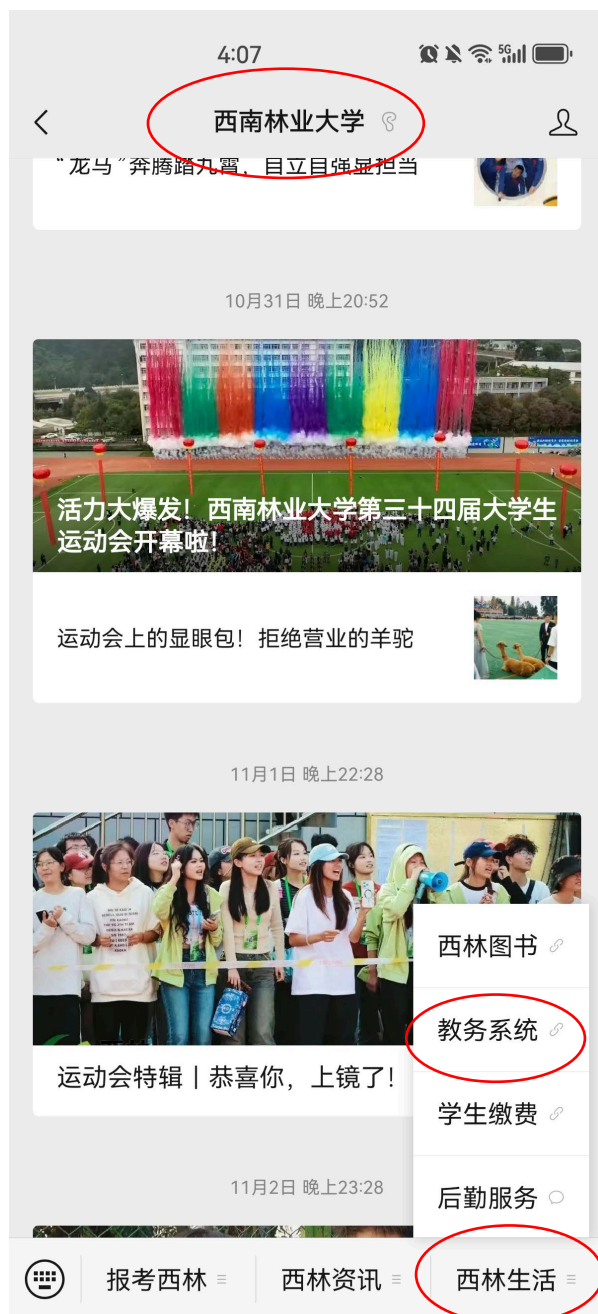 4:07
5G
西南林业大学
“龙马”奔腾踏九霄，自立自强显担当
10月31日 晚上20:52
活力大爆发！西南林业大学第三十四届大学生
运动会开幕啦！
运动会上的显眼包！拒绝营业的羊驼
11月1日 晚上22:28
运动会特辑丨恭喜你，上镜了！
西林图书
教务系统
学生缴费
后勤服务
11月2日 晚上23:28
报考西林
西林资讯
西林生活